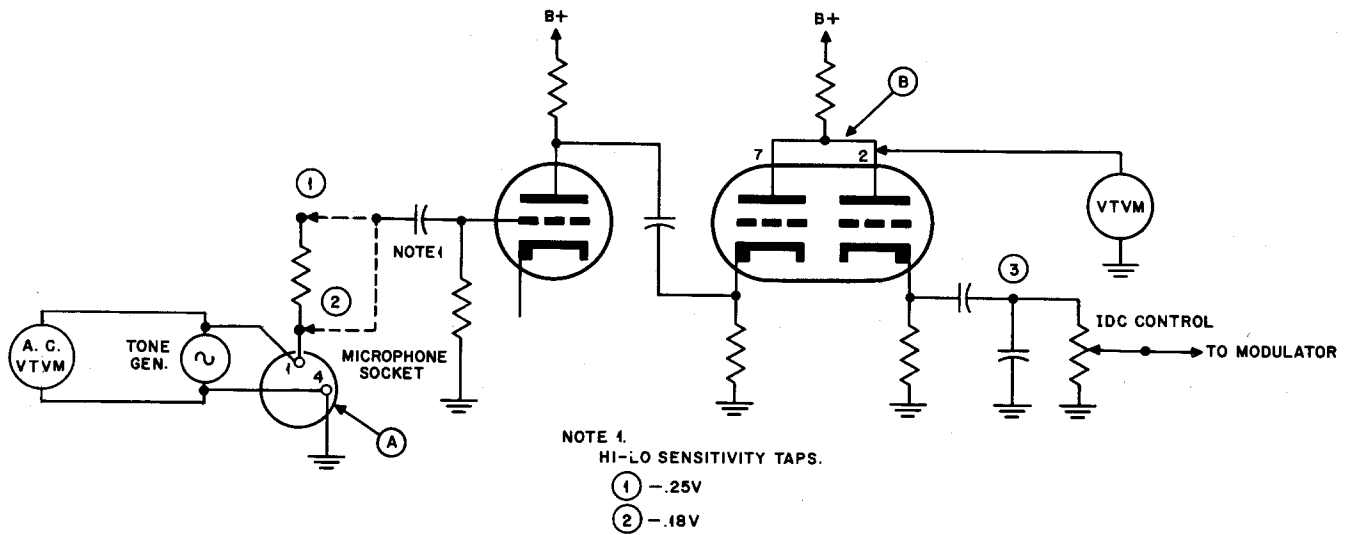 B+
B+
B
7 2
1
VTVM
NOTE 1
3
2
IDC CONTROL
A. C.
VTVM
TONE
GEN.
MICROPHONE
SOCKET
TO MODULATOR
1
4
A
NOTE 1.
HI-LO SENSITIVITY TAPS.
1 -.25V
2 -.18V